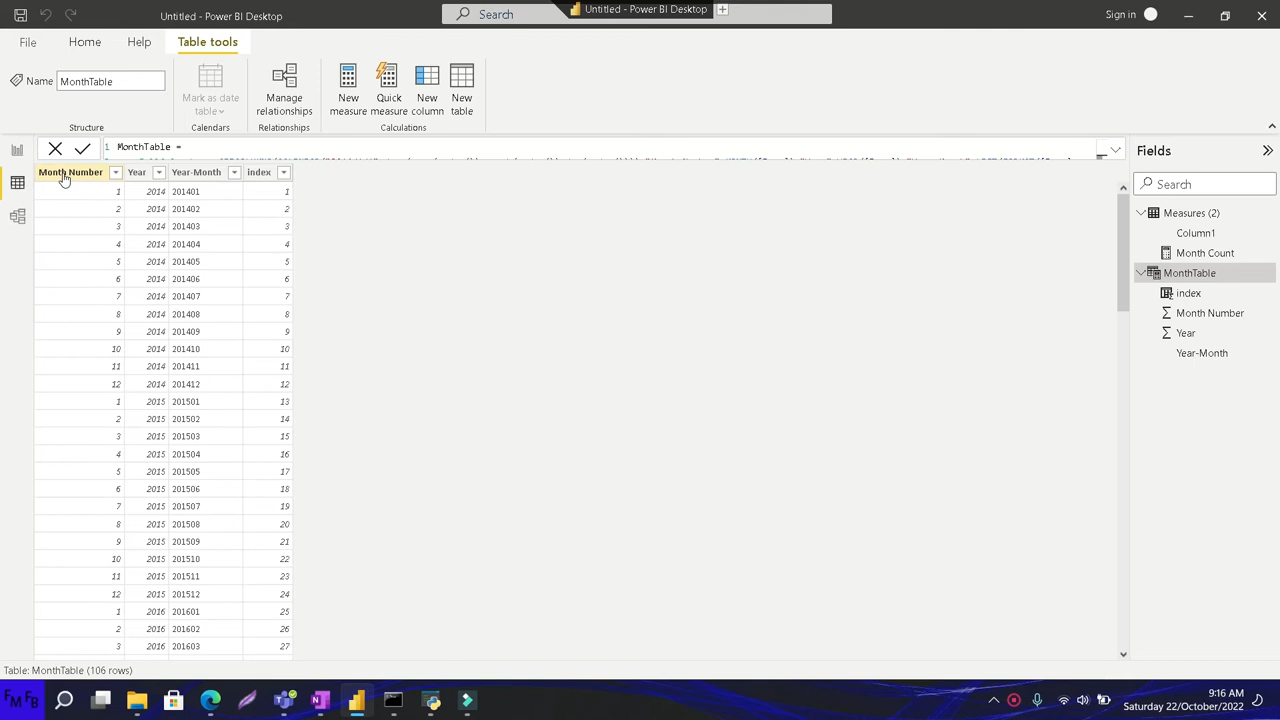 Untitled - Power BI Desktop
Search
Untitled - Power BI Desktop
Sign in
File
Home
Help
Table tools
Name
MonthTable
Mark as date
table
New
measure
Manage
relationships
Quick
measure
New
column
New
table
Structure
Calendars
Relationships
Calculations
1 MonthTable =
Month Number
Year
Year-Month
index
1 2014 201401 1
2 2014 201402 2
3 2014 201403 3
4 2014 201404 4
5 2014 201405 5
6 2014 201406 6
7 2014 201407 7
8 2014 201408 8
9 2014 201409 9
10 2014 201410 10
11 2014 201411 11
12 2014 201412 12
1 2015 201501 13
2 2015 201502 14
3 2015 201503 15
4 2015 201504 16
5 2015 201505 17
6 2015 201506 18
7 2015 201507 19
8 2015 201508 20
9 2015 201509 21
10 2015 201510 22
11 2015 201511 23
12 2015 201512 24
1 2016 201601 25
2 2016 201602 26
3 2016 201603 27
Fields
Search
Measures (2)
Column1
Month Count
MonthTable
index
Month Number
Year
Year-Month
Table: MonthTable (106 rows)
FM FB
9:16 AM
Saturday 22/October/2022